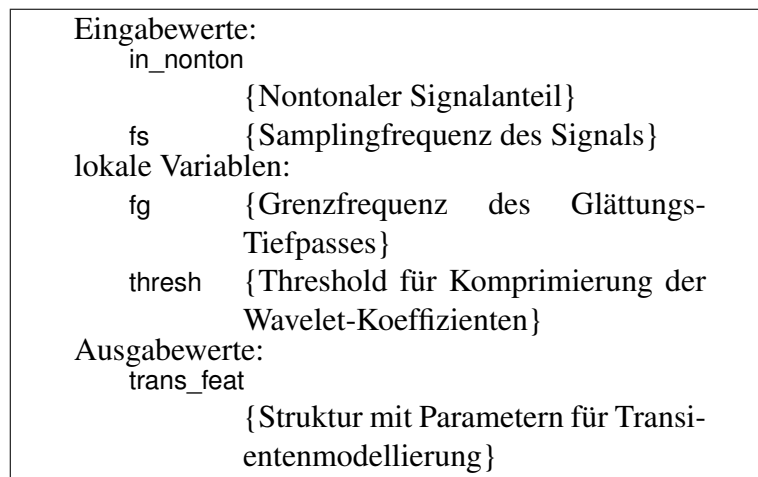 Eingabewerte:
in_nonton
{Nontonaler Signalanteil}
fs {Samplingfrequenz des Signals}
lokale Variablen:
fg {Grenzfrequenz des Glättungs-
Tiefpasses}
thresh {Threshold für Komprimierung der
Wavelet-Koeffizienten}
Ausgabewerte:
trans_feat
{Struktur mit Parametern für Transi-
entenmodellierung}